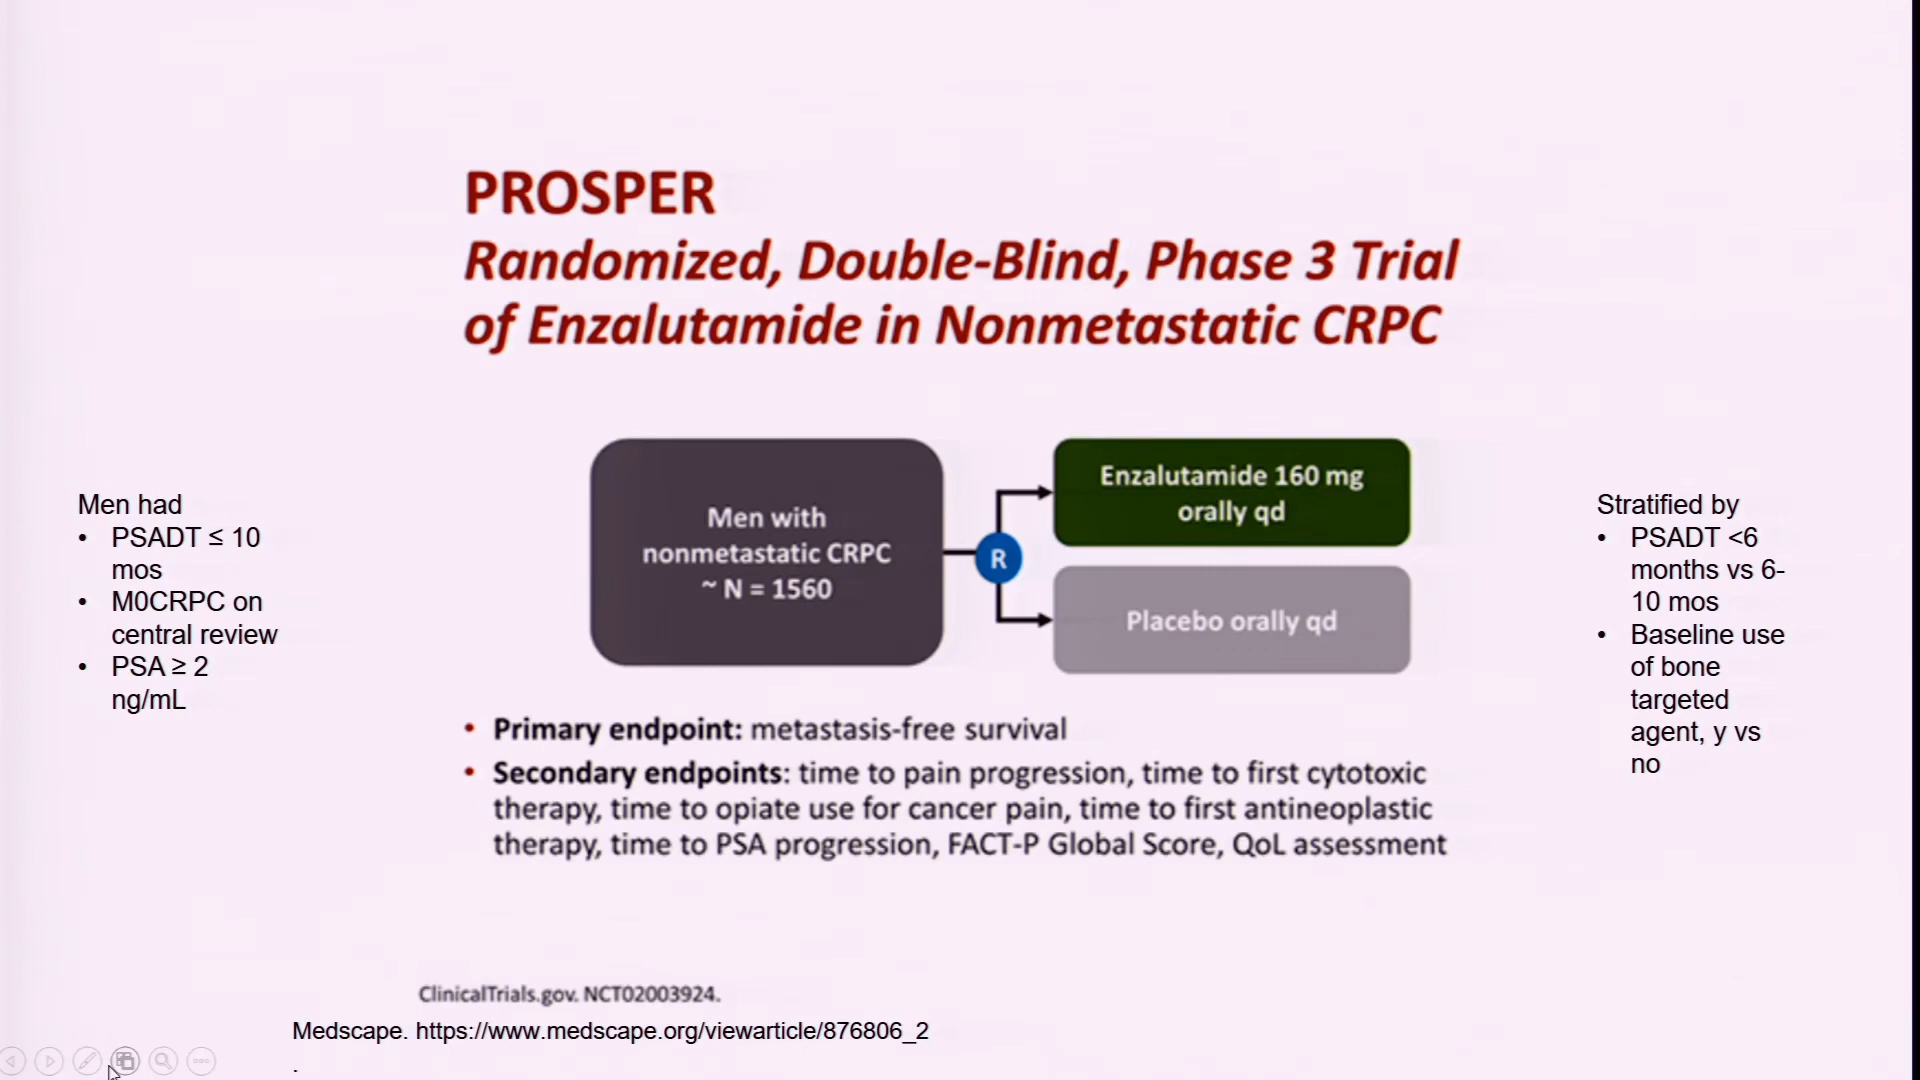 PROSPER
Randomized, Double-Blind, Phase 3 Trial
of Enzalutamide in Nonmetastatic CRPC
Men had
• PSADT ≤ 10
mos
• M0CRPC on
central review
• PSA ≥ 2
ng/mL
Men with
nonmetastatic CRPC
~ N = 1560
R
Enzalutamide 160 mg
orally qd
Placebo orally qd
Stratified by
• PSADT <6
months vs 6-
10 mos
• Baseline use
of bone
targeted
agent, y vs
no
• Primary endpoint: metastasis-free survival
• Secondary endpoints: time to pain progression, time to first cytotoxic
therapy, time to opiate use for cancer pain, time to first antineoplastic
therapy, time to PSA progression, FACT-P Global Score, QoL assessment
ClinicalTrials.gov. NCT02003924.
Medscape. https://www.medscape.org/viewarticle/876806_2
.